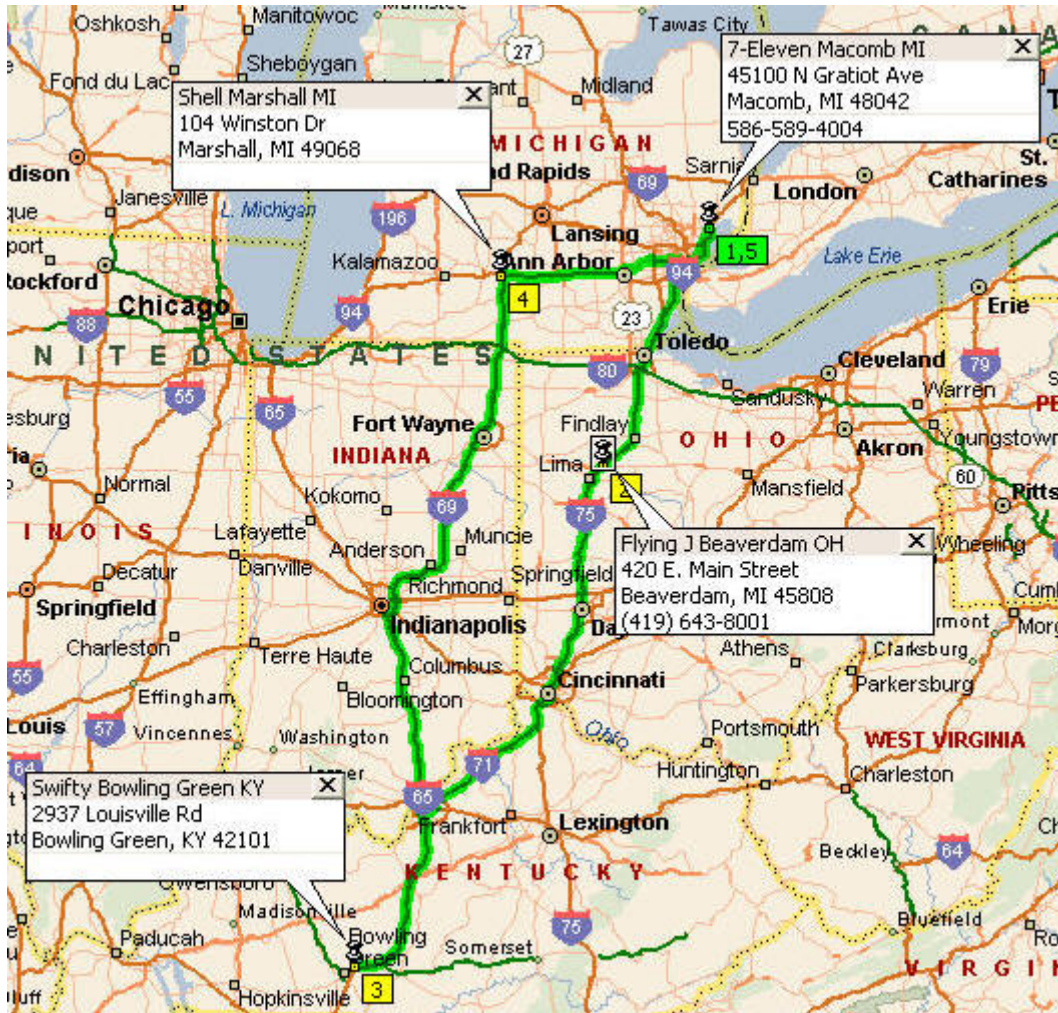 Oshkosh
Manitowoc
Tawas City
27
Fond du Lac
Sheboygan
Midland
7-Eleven Macomb MI
45100 N Gratiot Ave
Macomb, MI 48042
586-589-4004
Shell Marshall MI
104 Winston Dr
Marshall, MI 49068
MICHIGAN
Rapids
69
Sarnia
London
St.
Catharines
Janesville
L. Michigan
196
Lansing
1,5
Kalamazoo
Ann Arbor
94
Lake Erie
Erie
Chicago
4
94
23
88
Toledo
UNITED STATES
80
Cleveland
79
55
65
Sandusky
Warren
Fort Wayne
Findlay
OHIO
Akron
Youngstown
INDIANA
Lima
2
Mansfield
60
Normal
Kokomo
69
75
Lafayette
Muncie
Anderson
Flying J Beaverdam OH
420 E. Main Street
Beaverdam, MI 45808
(419) 643-8001
Wheeling
Danville
Decatur
Richmond
Springfield
Springfield
Indianapolis
Charleston
Terre Haute
Columbus
Athens
Clarksburg
55
Effingham
Bloomington
Cincinnati
Parkersburg
57
Vincennes
Washington
Ohio
Portsmouth
WEST VIRGINIA
64
71
Huntington
Charleston
Swifty Bowling Green KY
2937 Louisville Rd
Bowling Green, KY 42101
65
Frankfort
Lexington
Beckley
64
KENTUCKY
Owensboro
Madisonville
Bluefield
Paducah
Bowling
Green
Somerset
75
3
Hopkinsville
VIRGIN